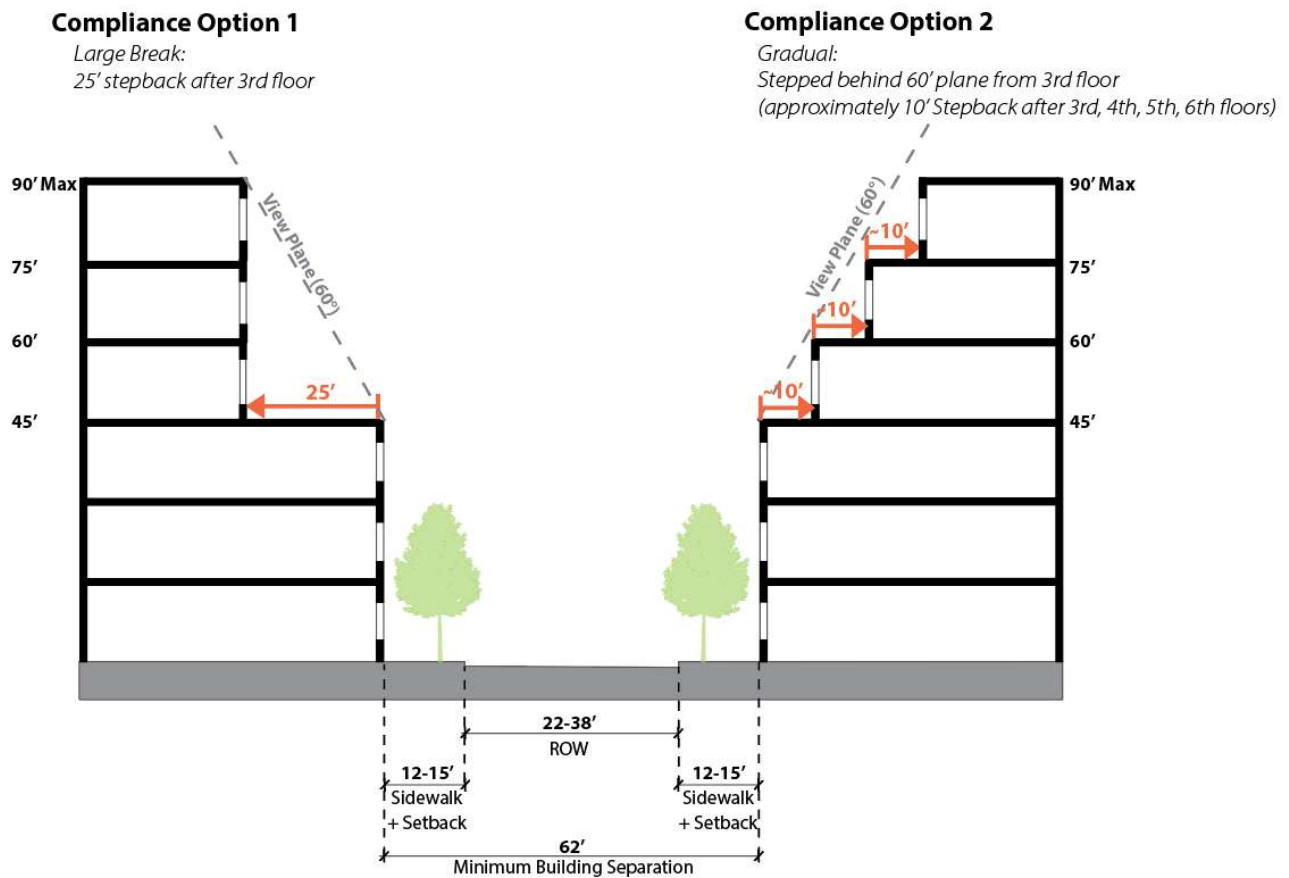 Compliance Option 1
Large Break:
25' stepback after 3rd floor
Compliance Option 2
Gradual:
Stepped behind 60' plane from 3rd floor
(approximately 10' Stepback after 3rd, 4th, 5th, 6th floors)
90' Max
75'
60'
45'
View Plane (60°)
25'
View Plane (60°)
~10'
~10'
~10'
90' Max
75'
60'
45'
22-38'
ROW
12-15'
Sidewalk
+ Setback
12-15'
Sidewalk
+ Setback
62'
Minimum Building Separation